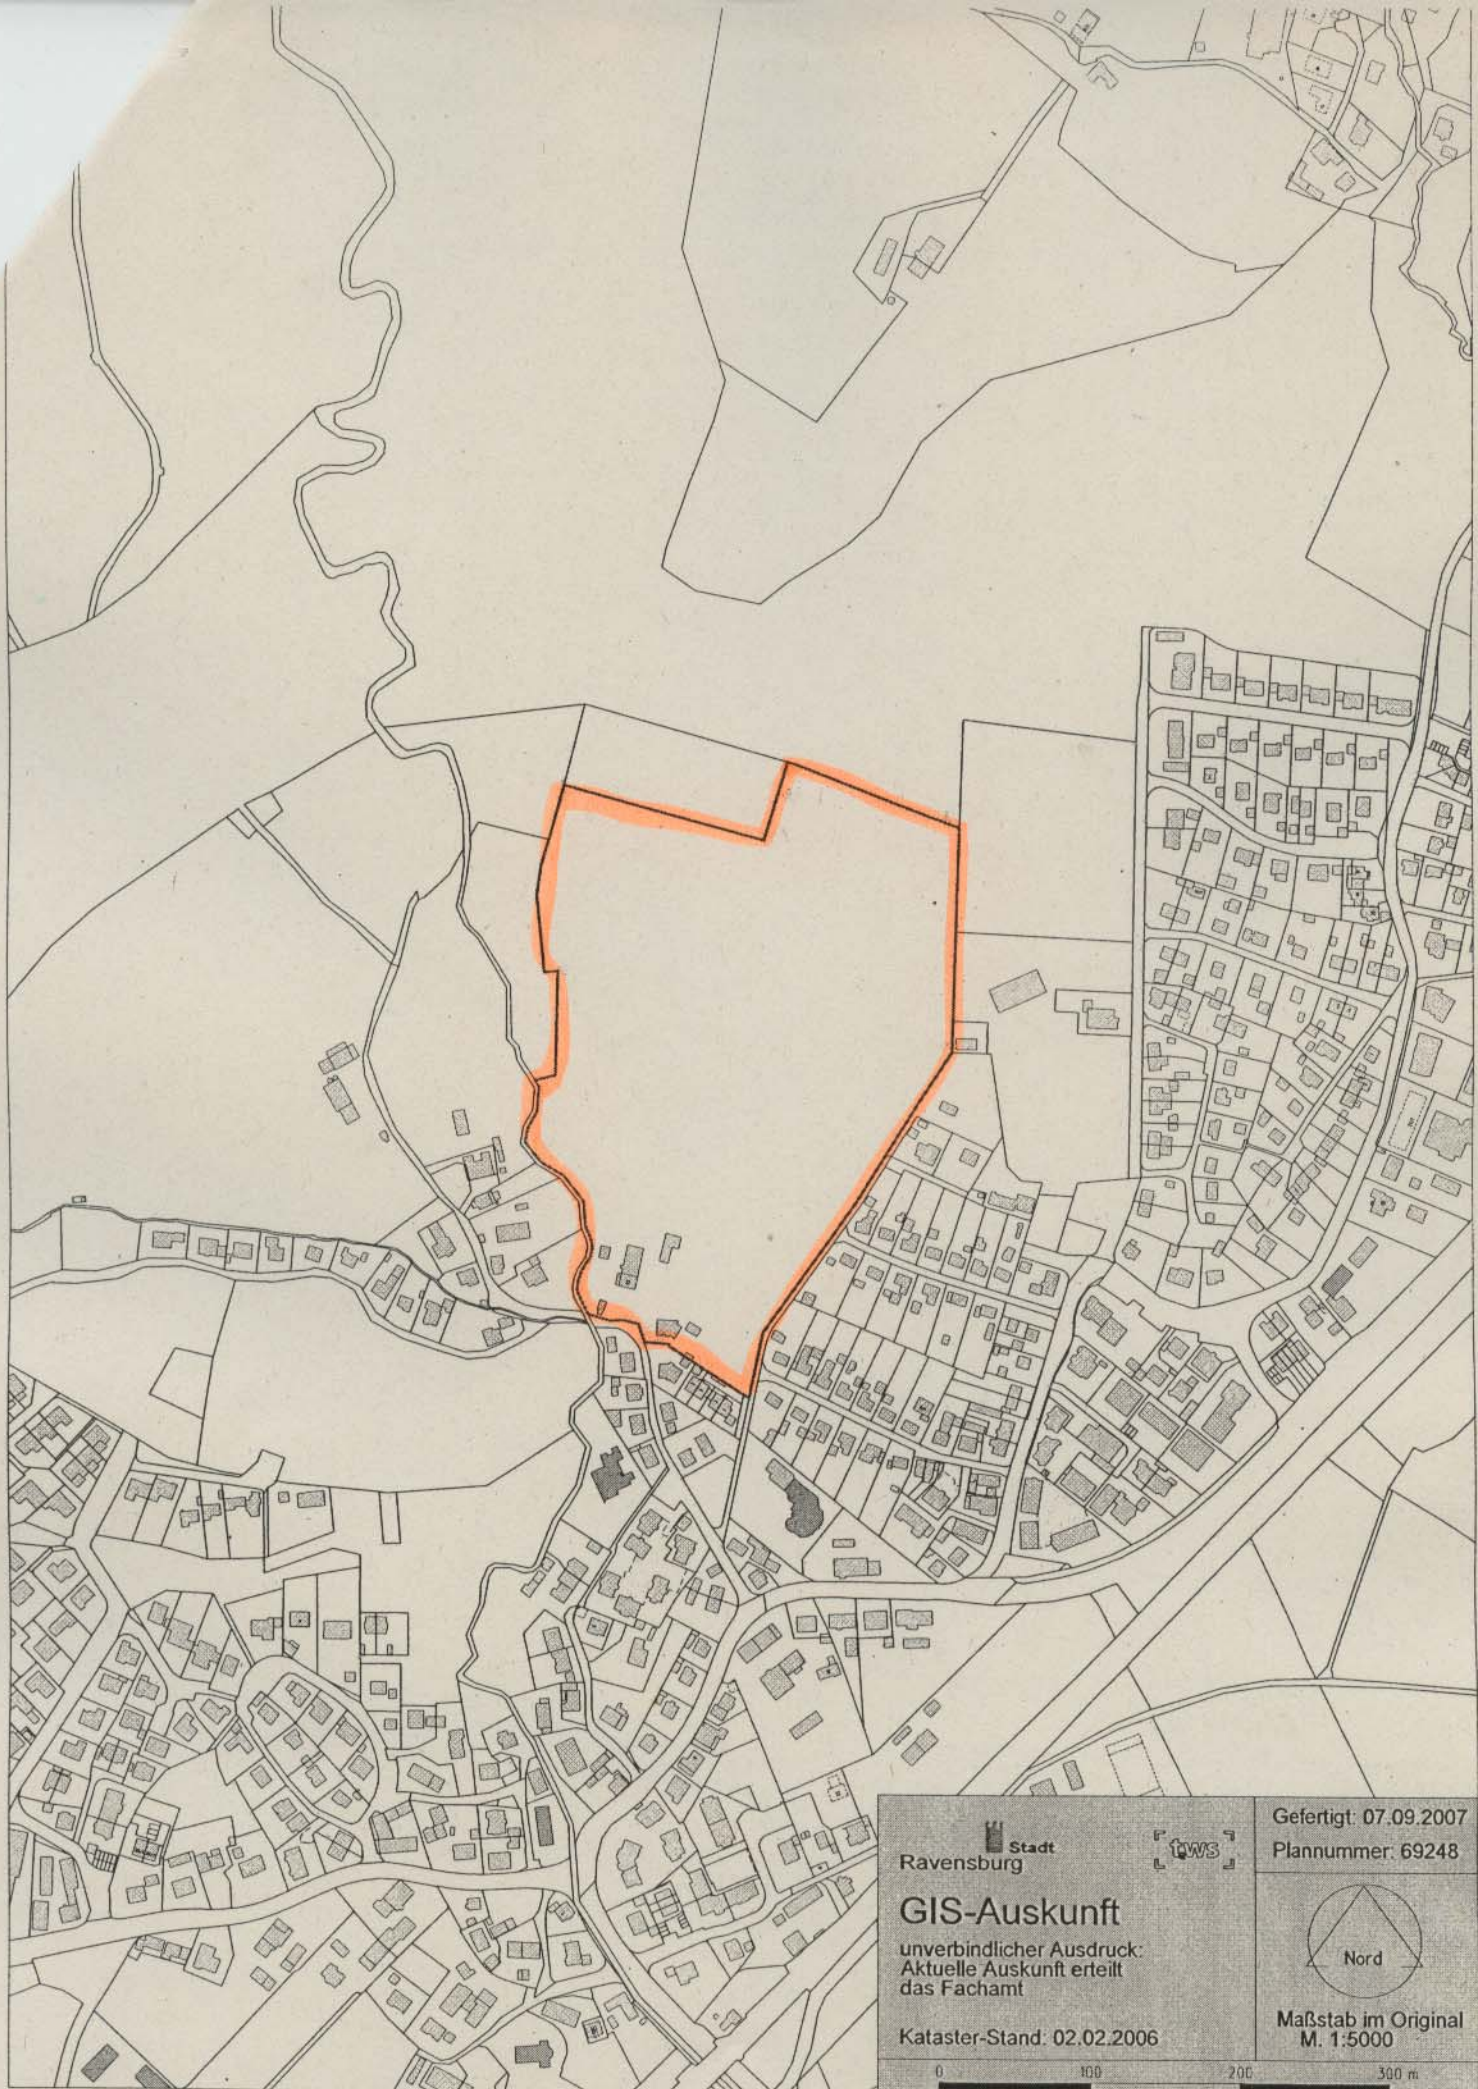 Stadt
Ravensburg
tws
GIS-Auskunft
unverbindlicher Ausdruck:
Aktuelle Auskunft erteilt
das Fachamt
Kataster-Stand: 02.02.2006
Gefertigt: 07.09.2007
Plannummer: 69248
Nord
Maßstab im Original
M. 1:5000
0 100 200 300 m